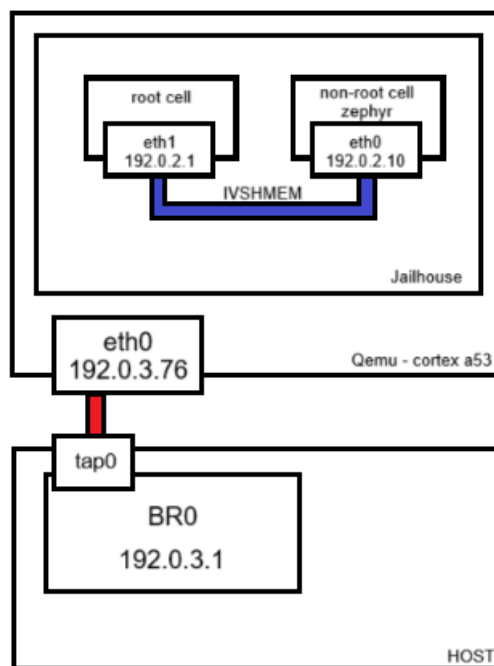 root cell
non-root cell
zephyr
eth1
192.0.2.1
eth0
192.0.2.10
IVSHMEM
Jailhouse
eth0
192.0.3.76
Qemu - cortex a53
tap0
BR0
192.0.3.1
HOST